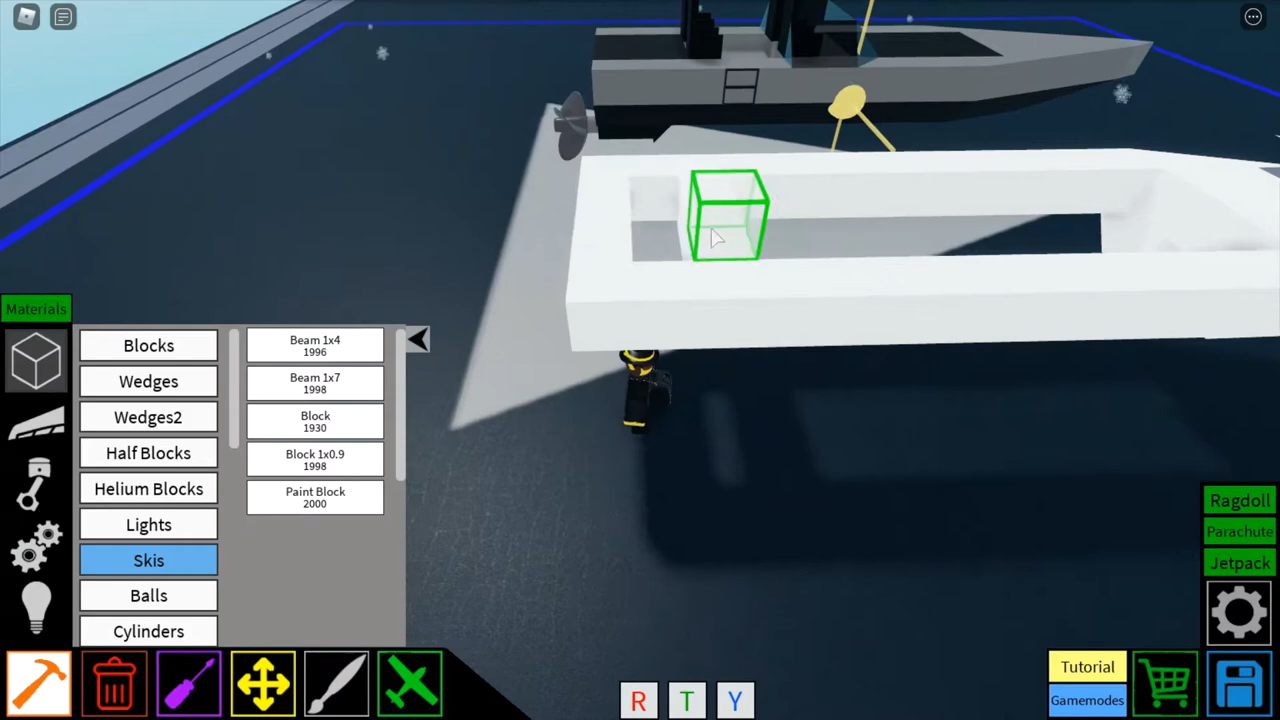 Materials
Blocks
Wedges
Wedges2
Half Blocks
Helium Blocks
Lights
Skis
Balls
Cylinders
Beam 1x4
1996
Beam 1x7
1998
Block
1930
Block 1x0.9
1998
Paint Block
2000
Ragdoll
Parachute
Jetpack
Tutorial
Gamemodes
R T Y